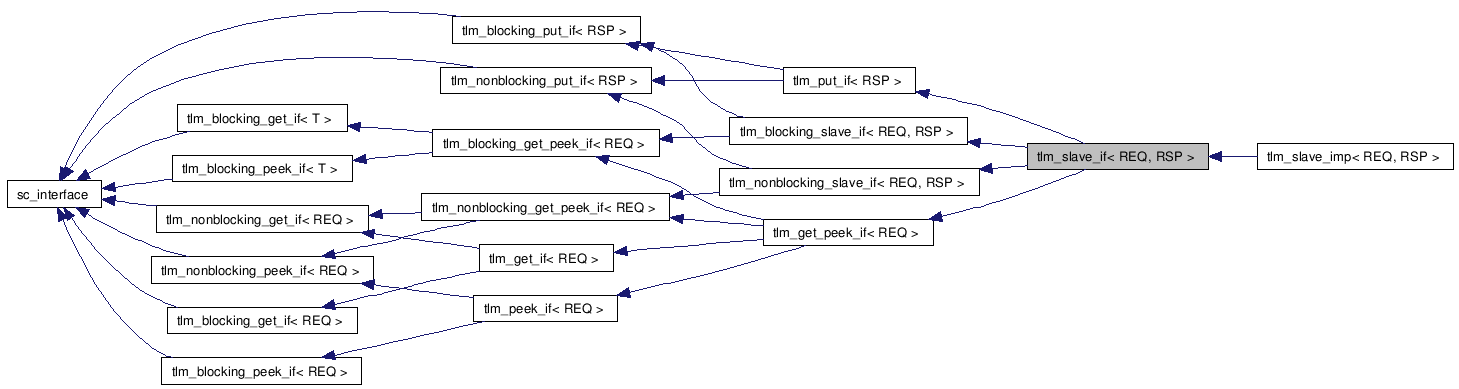 tlm_blocking_put_if< RSP >
tlm_nonblocking_put_if< RSP >
tlm_put_if< RSP >
tlm_blocking_get_if< T >
tlm_blocking_slave_if< REQ, RSP >
tlm_blocking_get_peek_if< REQ >
tlm_slave_if< REQ, RSP >
tlm_slave_imp< REQ, RSP >
tlm_blocking_peek_if< T >
tlm_nonblocking_slave_if< REQ, RSP >
sc_interface
tlm_nonblocking_get_peek_if< REQ >
tlm_nonblocking_get_if< REQ >
tlm_get_peek_if< REQ >
tlm_get_if< REQ >
tlm_nonblocking_peek_if< REQ >
tlm_peek_if< REQ >
tlm_blocking_get_if< REQ >
tlm_blocking_peek_if< REQ >